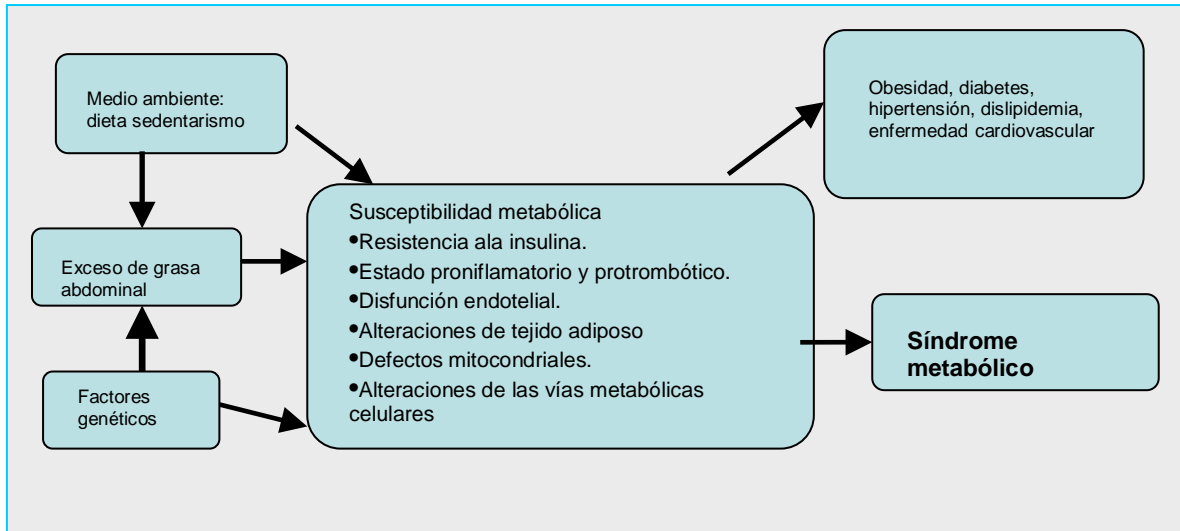 Medio ambiente:
dieta sedentarismo
Exceso de grasa
abdominal
Factores
genéticos
Susceptibilidad metabólica
•Resistencia ala insulina.
•Estado proniflamatorio y protrombótico.
•Disfunción endotelial.
•Alteraciones de tejido adiposo
•Defectos mitocondriales.
•Alteraciones de las vías metabólicas
celulares
Obesidad, diabetes,
hipertensión, dislipidemia,
enfermedad cardiovascular
Síndrome
metabólico